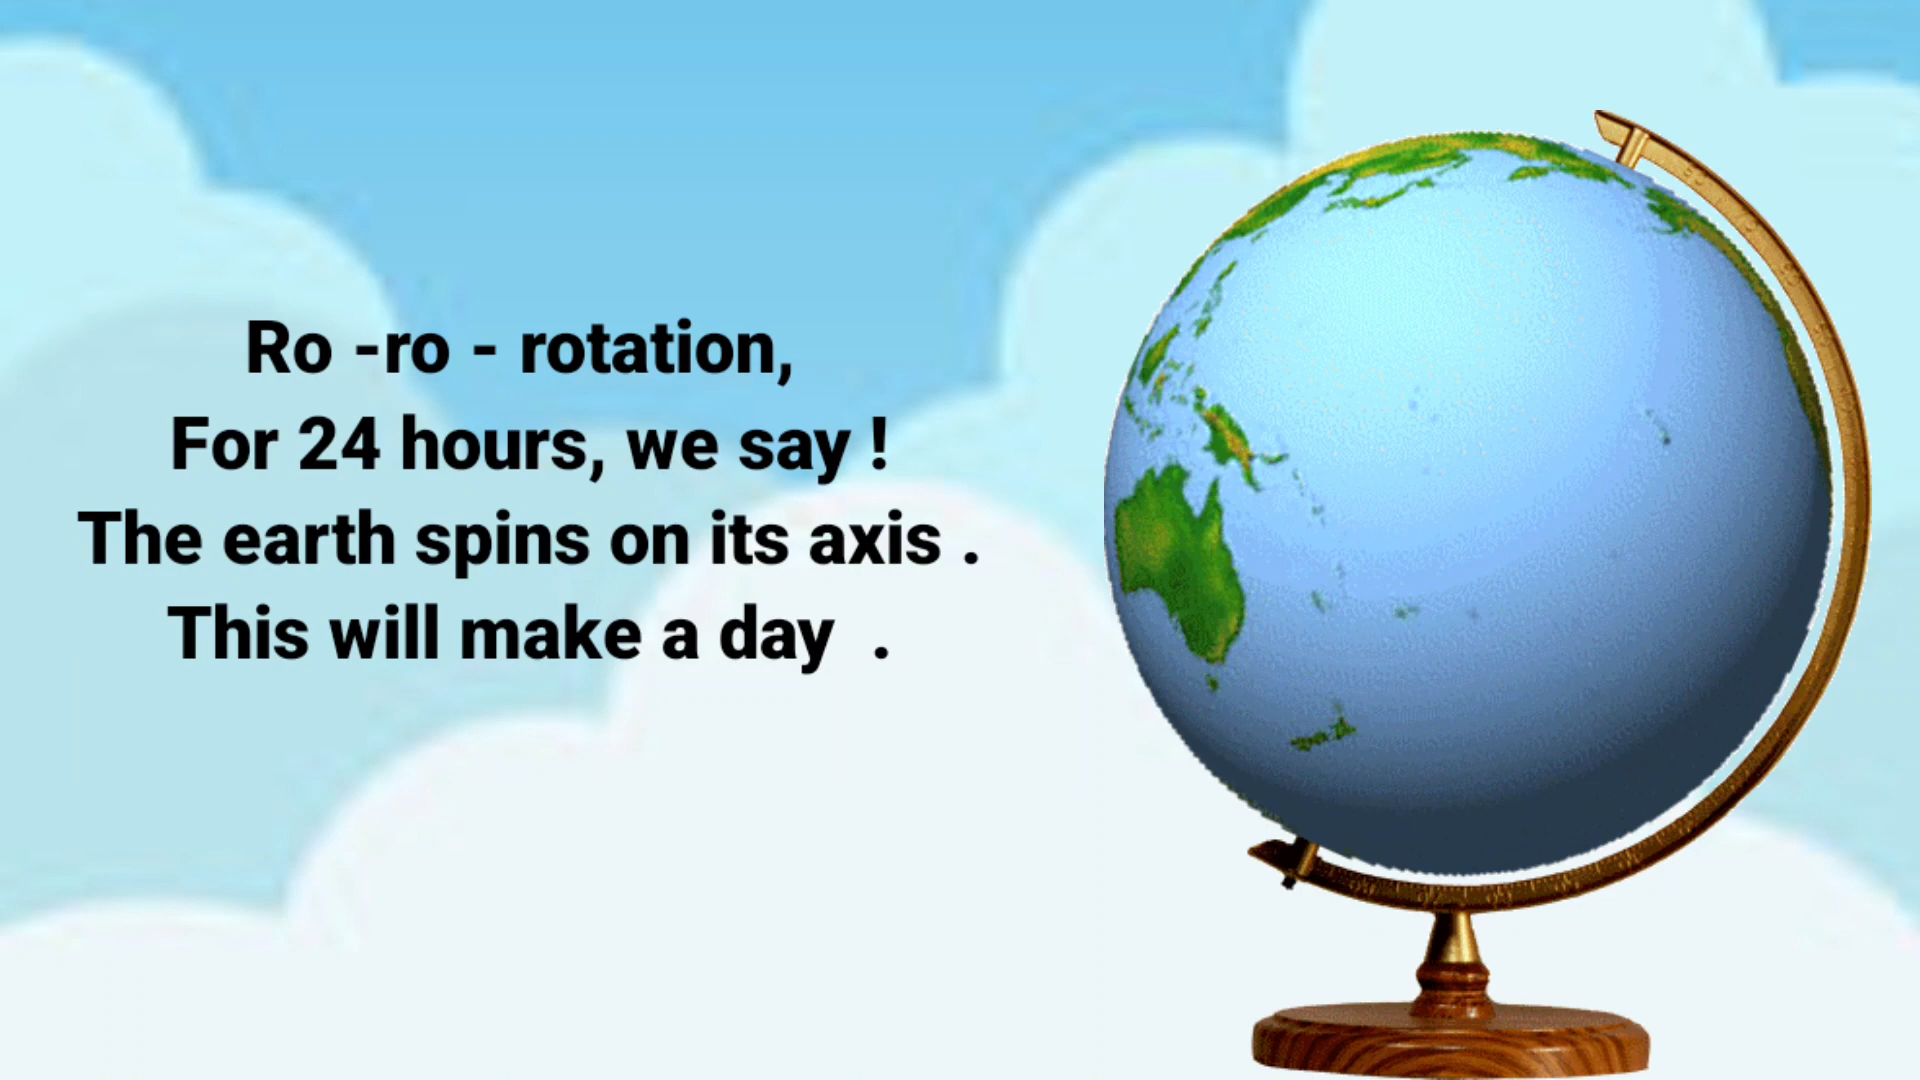 Ro -ro - rotation,
For 24 hours, we say !
The earth spins on its axis .
This will make a day  .